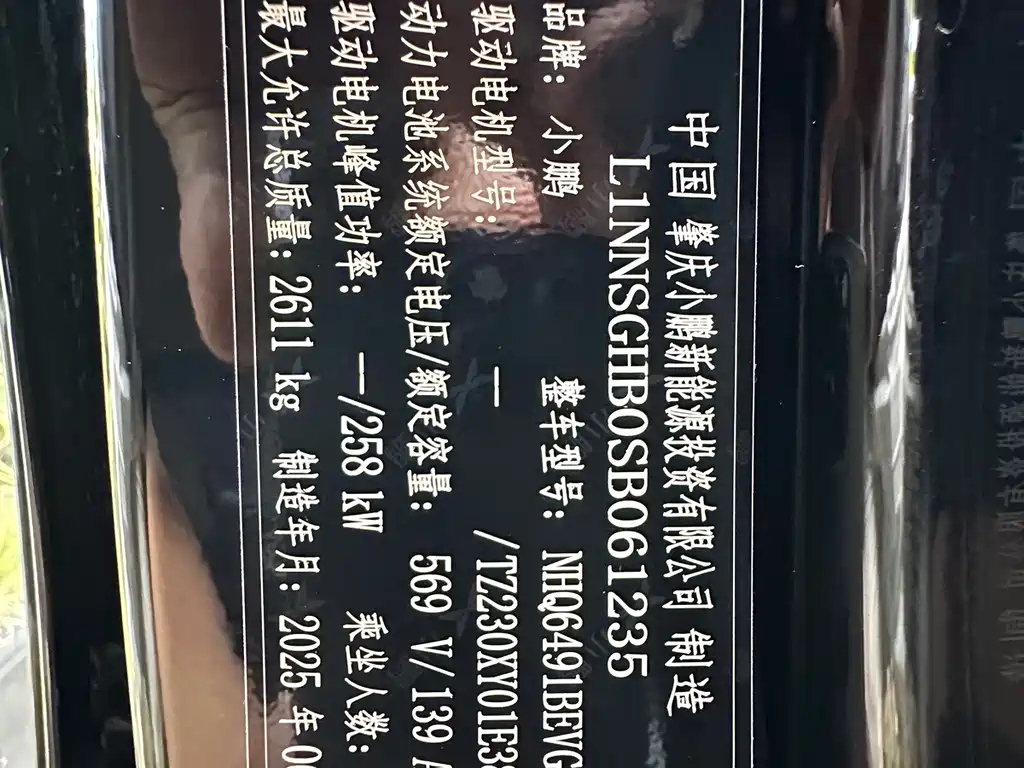 中国 肇庆小鹏新能源投资有限公司 制造
L1NNSGHB0SB061235
品牌: 小鹏 整车型号: NHQ6491BEVG
驱动电机型号: — /TZ230XY01E3
动力电池系统额定电压/额定容量: 569 V/139 A
驱动电机峰值功率: —/258 kW 乘坐人数:
最大允许总质量: 2611 kg 制造年月: 2025 年0